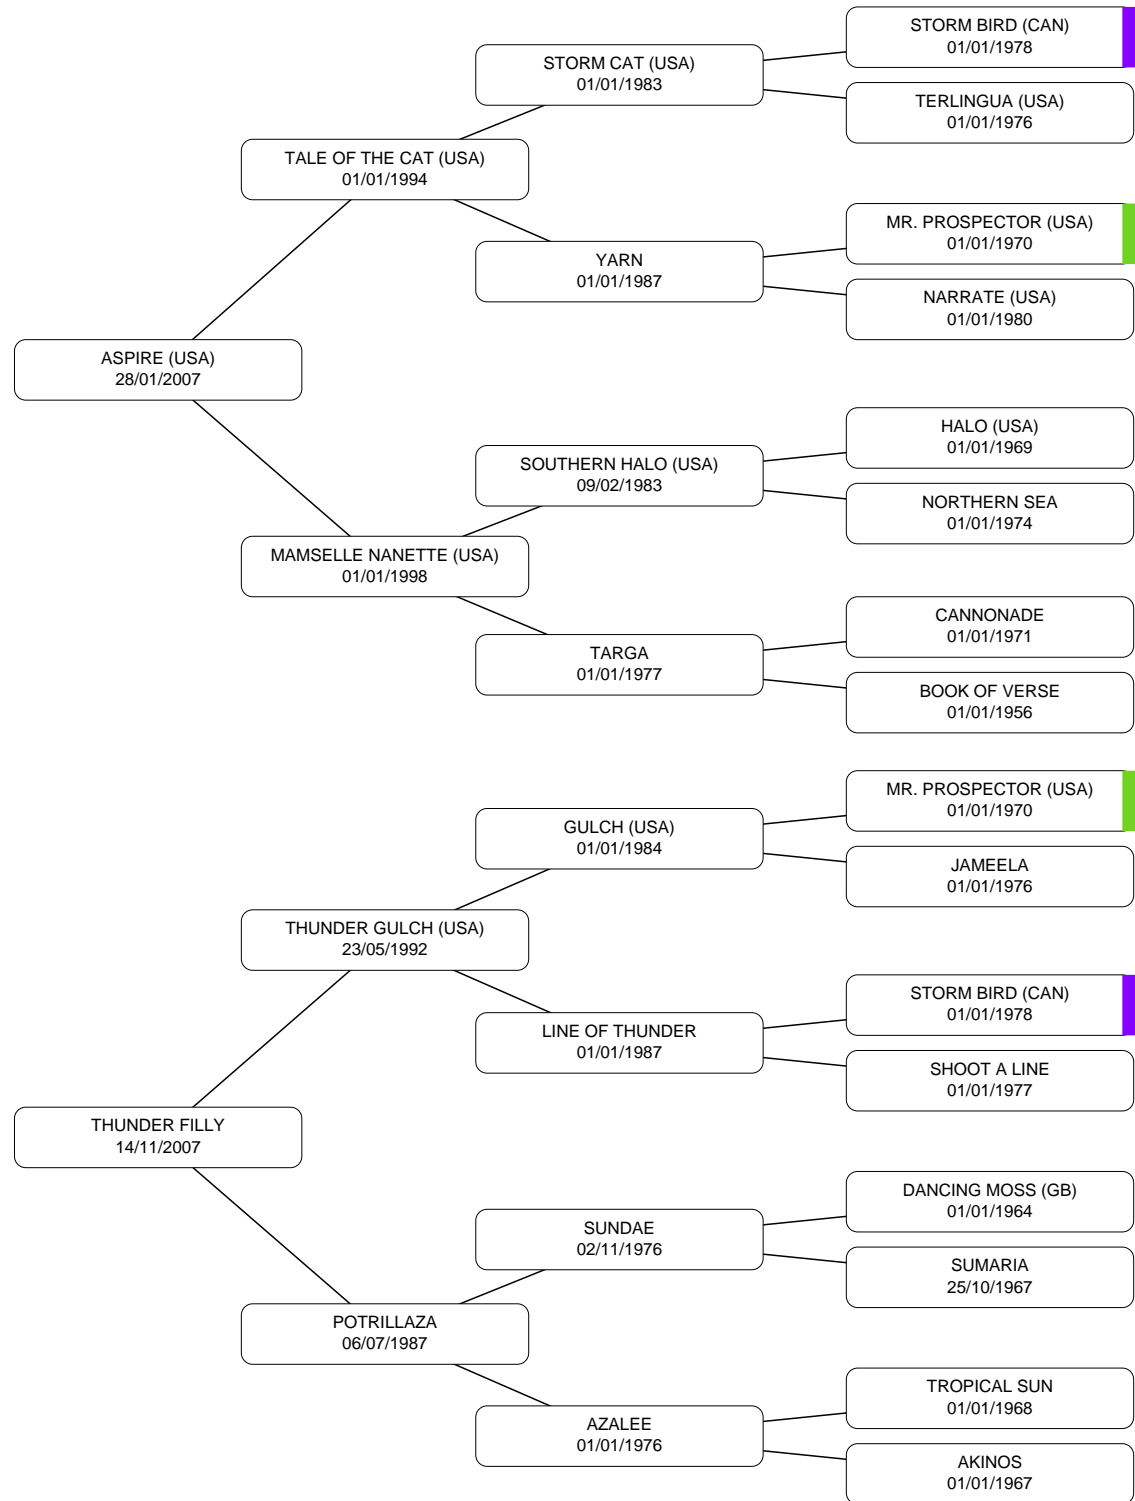 STORM BIRD (CAN)
01/01/1978
STORM CAT (USA)
01/01/1983
TERLINGUA (USA)
01/01/1976
TALE OF THE CAT (USA)
01/01/1994
MR. PROSPECTOR (USA)
01/01/1970
YARN
01/01/1987
NARRATE (USA)
01/01/1980
ASPIRE (USA)
28/01/2007
HALO (USA)
01/01/1969
SOUTHERN HALO (USA)
09/02/1983
NORTHERN SEA
01/01/1974
MAMSELLE NANETTE (USA)
01/01/1998
CANNONADE
01/01/1971
TARGA
01/01/1977
BOOK OF VERSE
01/01/1956
MR. PROSPECTOR (USA)
01/01/1970
GULCH (USA)
01/01/1984
JAMEELA
01/01/1976
THUNDER GULCH (USA)
23/05/1992
STORM BIRD (CAN)
01/01/1978
LINE OF THUNDER
01/01/1987
SHOOT A LINE
01/01/1977
THUNDER FILLY
14/11/2007
DANCING MOSS (GB)
01/01/1964
SUNDAE
02/11/1976
SUMARIA
25/10/1967
POTRILLAZA
06/07/1987
TROPICAL SUN
01/01/1968
AZALEE
01/01/1976
AKINOS
01/01/1967